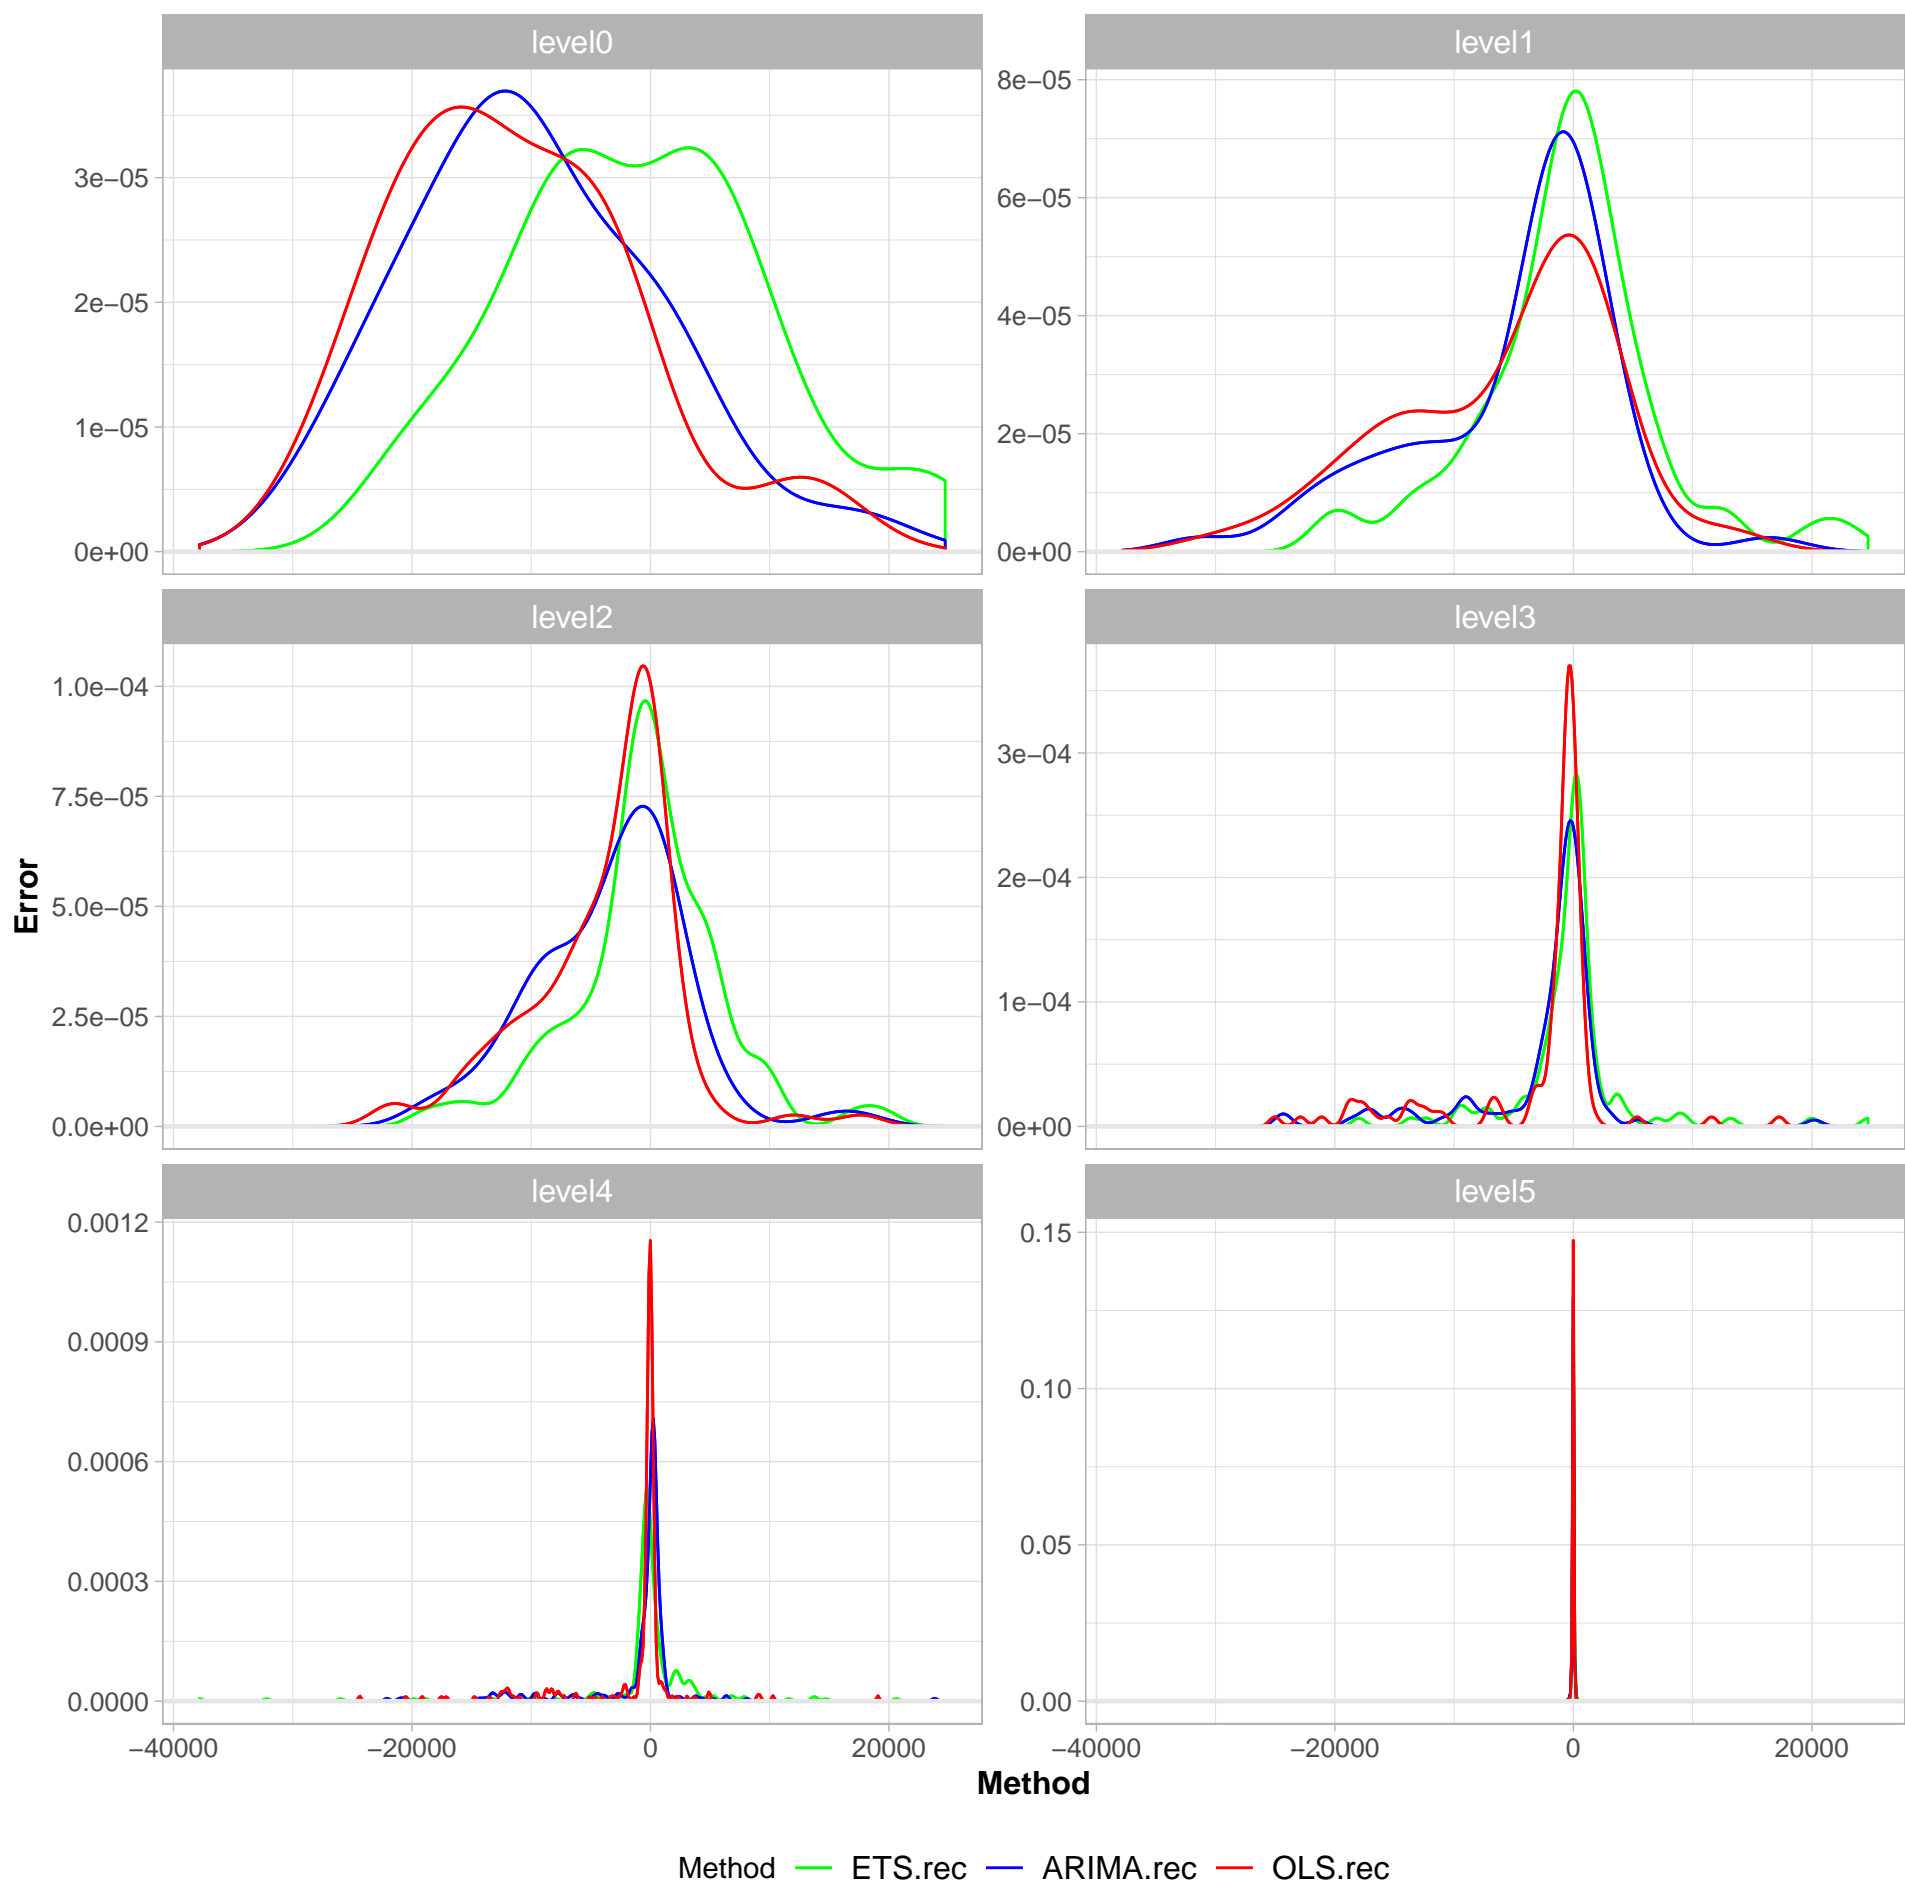 level0
level1
3e−05
2e−05
1e−05
0e+00
8e−05
6e−05
4e−05
2e−05
0e+00
level2
level3
1.0e−04
7.5e−05
5.0e−05
2.5e−05
0.0e+00
3e−04
2e−04
1e−04
0e+00
Error
level4
level5
0.0012
0.0009
0.0006
0.0003
0.0000
0.15
0.10
0.05
0.00
−40000 −20000 0 20000
−40000 −20000 0 20000
Method
Method ETS.rec ARIMA.rec OLS.rec